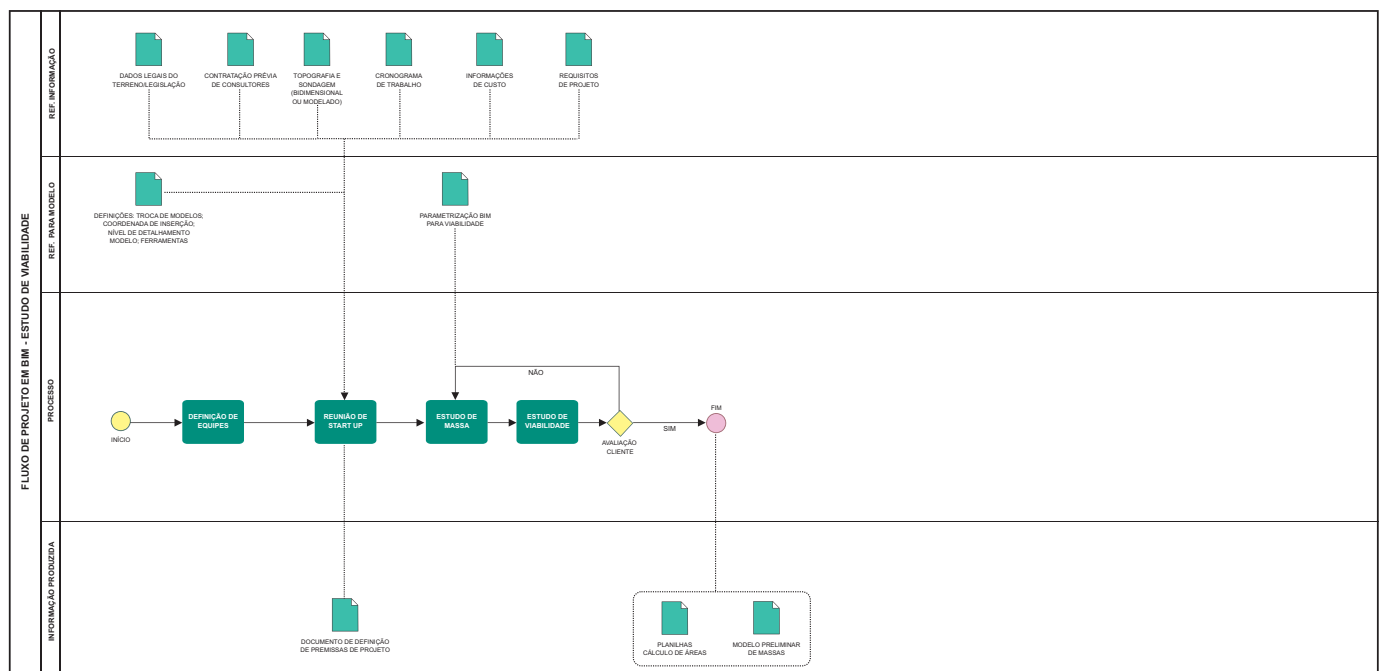 FLUXO DE PROJETO EM BIM - ESTUDO DE VIABILIDADE
REF. INFORMAÇÃO
DADOS LEGAIS DO
TERRENO/LEGISLAÇÃO
CONTRATAÇÃO PRÉVIA
DE CONSULTORES
TOPOGRAFIA E
SONDAGEM
(BIDIMENSIONAL
OU MODELADO)
CRONOGRAMA
DE TRABALHO
INFORMAÇÕES
DE CUSTO
REQUISITOS
DE PROJETO
REF. PARA MODELO
DEFINIÇÕES: TROCA DE MODELOS;
COORDENADA DE INSERÇÃO;
NÍVEL DE DETALHAMENTO
MODELO; FERRAMENTAS
PARAMETRIZAÇÃO BIM
PARA VIABILIDADE
PROCESSO
INÍCIO
DEFINIÇÃO DE
EQUIPES
REUNIÃO DE
START UP
ESTUDO DE
MASSA
ESTUDO DE
VIABILIDADE
NÃO
AVALIAÇÃO
CLIENTE
SIM
FIM
INFORMAÇÃO PRODUZIDA
DOCUMENTO DE DEFINIÇÃO
DE PREMISSAS DE PROJETO
PLANILHAS
CÁLCULO DE ÁREAS
MODELO PRELIMINAR
DE MASSAS